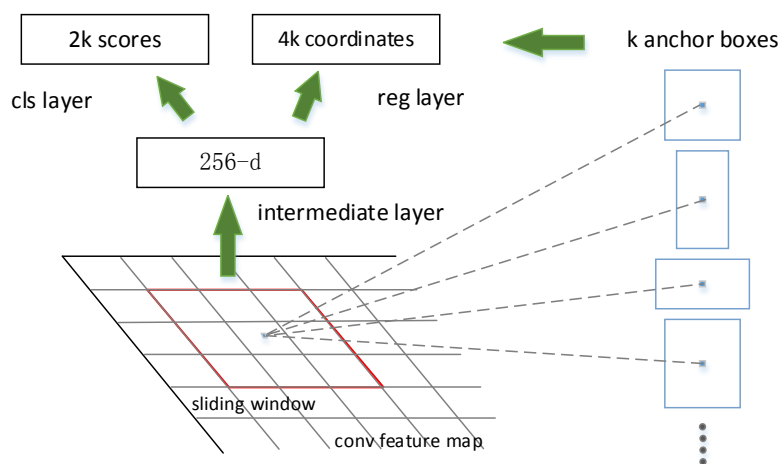 2k scores
4k coordinates
k anchor boxes
cls layer
reg layer
256-d
intermediate layer
sliding window
conv feature map